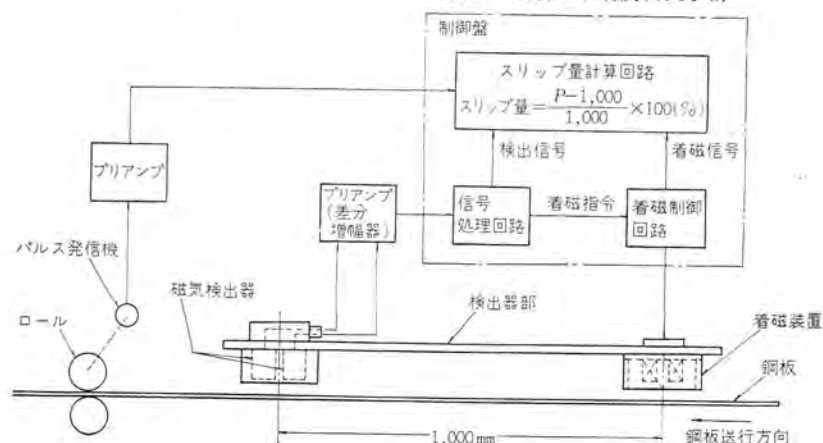 制御盤
スリップ量計算回路
スリップ量=P-1,000/1,000×100(%)
検出信号
着磁信号
プリアンプ
プリアンプ
(差分
増幅器)
信号
処理回路
着磁指令
着磁制御
回路
パルス発信機
磁気検出器
検出器部
着磁装置
ロール
鋼板
1,000mm
鋼板送行方向